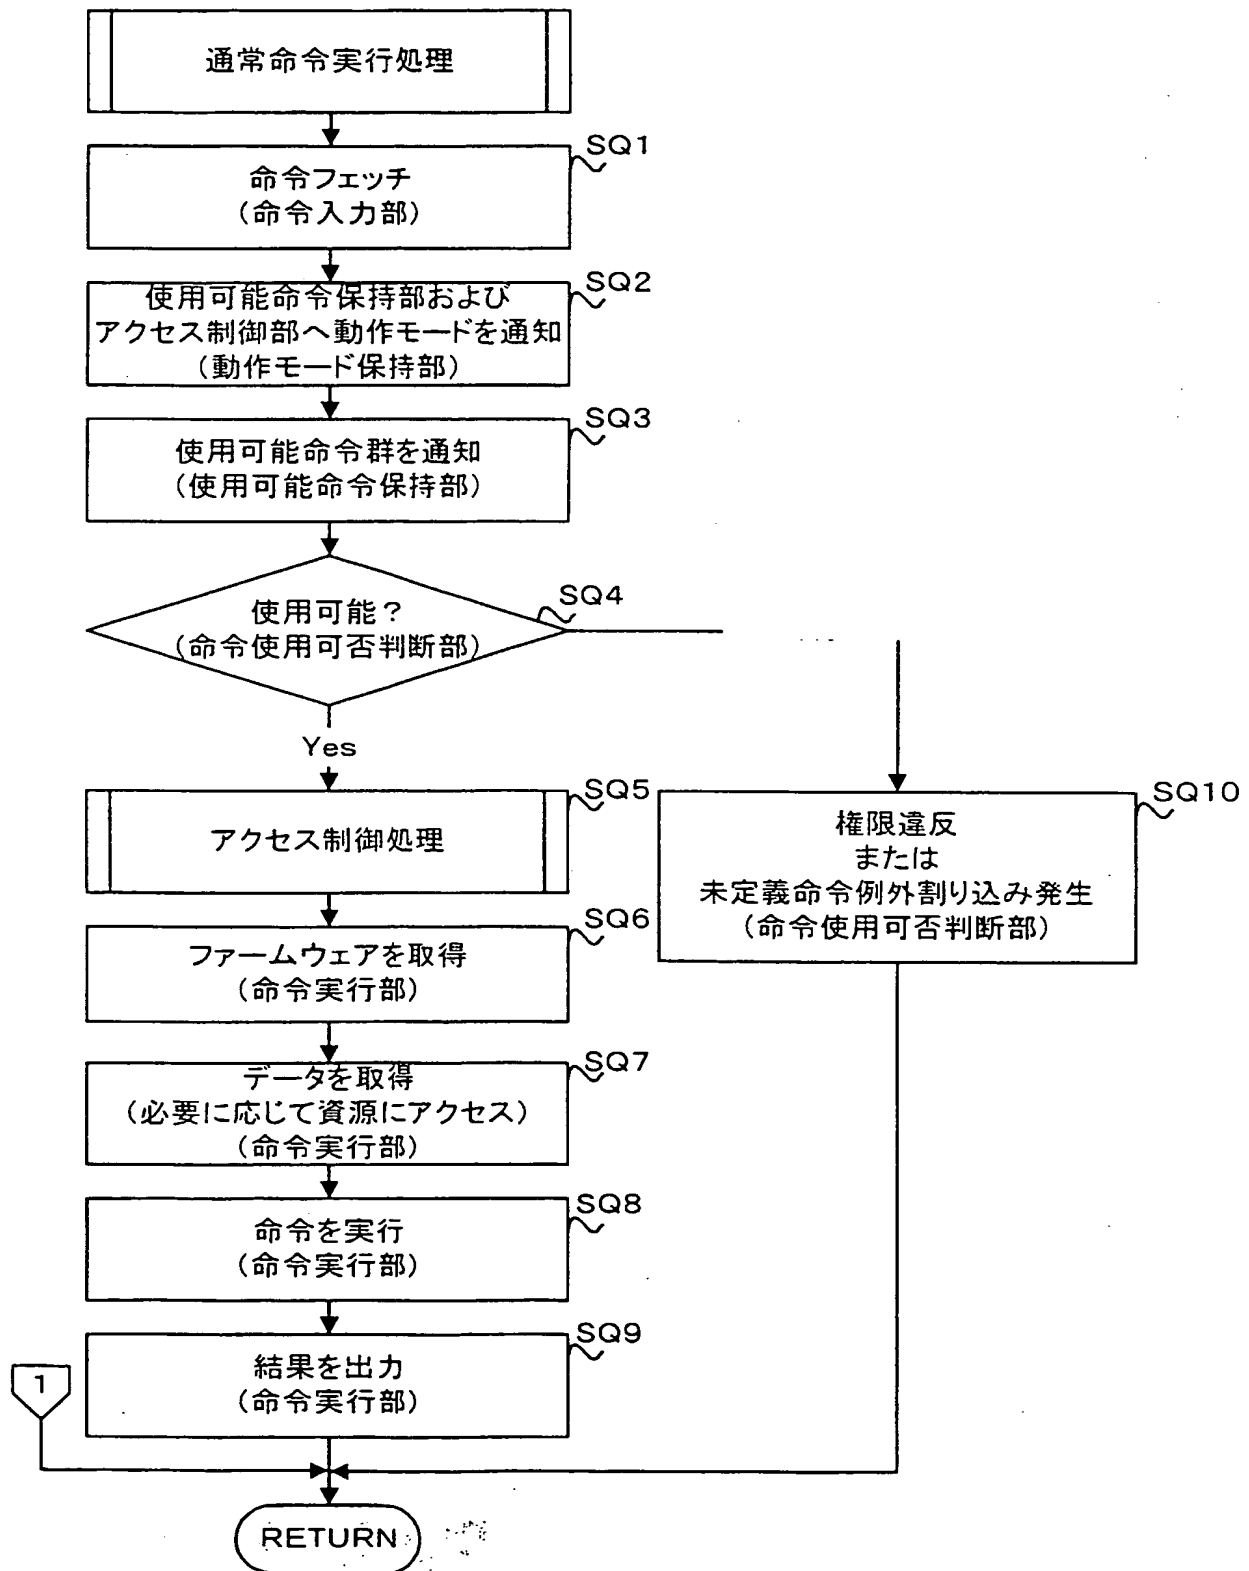 通常命令実行処理
SQ1
命令フェッチ
(命令入力部)
SQ2
使用可能命令保持部および
アクセス制御部へ動作モードを通知
(動作モード保持部)
SQ3
使用可能命令群を通知
(使用可能命令保持部)
SQ4
使用可能?
(命令使用可否判断部)
Yes
SQ5
アクセス制御処理
SQ10
権限違反
または
未定義命令例外割り込み発生
(命令使用可否判断部)
SQ6
ファームウェアを取得
(命令実行部)
SQ7
データを取得
(必要に応じて資源にアクセス)
(命令実行部)
SQ8
命令を実行
(命令実行部)
SQ9
結果を出力
(命令実行部)
1
RETURN